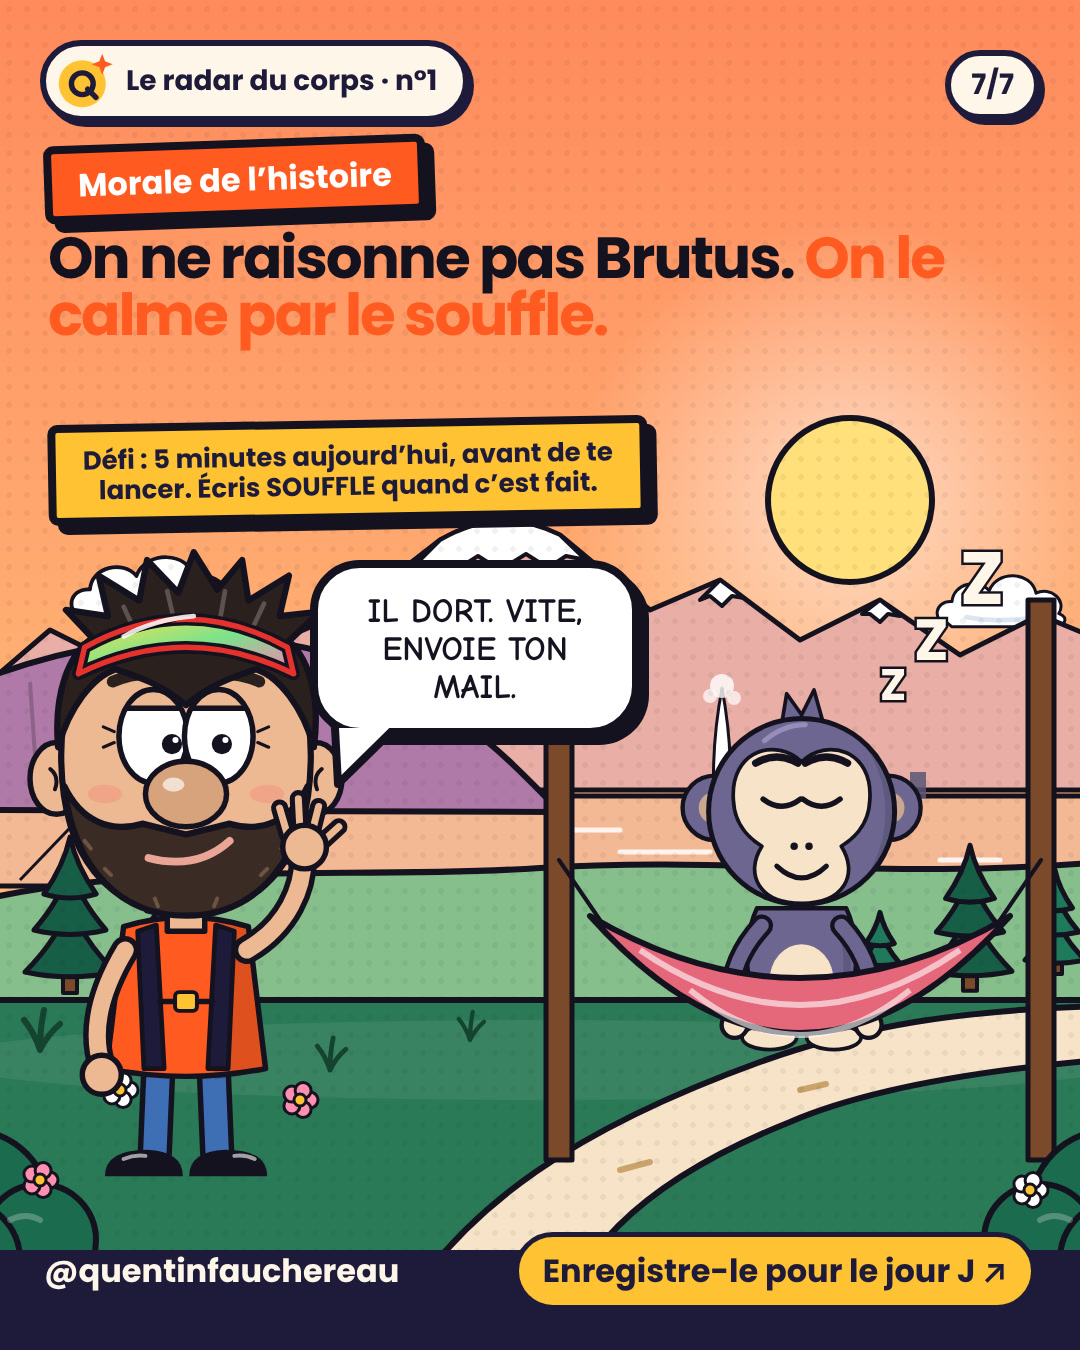 Q
Le radar du corps · n°1
7/7
Morale de l’histoire
On ne raisonne pas Brutus. On le
calme par le souffle.
Défi : 5 minutes aujourd’hui, avant de te
lancer. Écris SOUFFLE quand c’est fait.
IL DORT. VITE,
ENVOIE TON
MAIL.
Z
Z
Z
@quentinfauchereau
Enregistre-le pour le jour J ↗